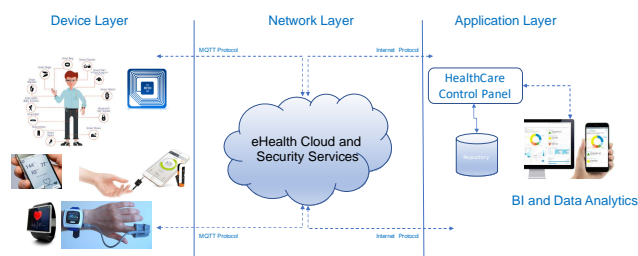 Device Layer
Network Layer
Application Layer
MQTT Protocol
Internet Protocol
HealthCare
Control Panel
eHealth Cloud and
Security Services
Repository
BI and Data Analytics
MQTT Protocol
Internet Protocol